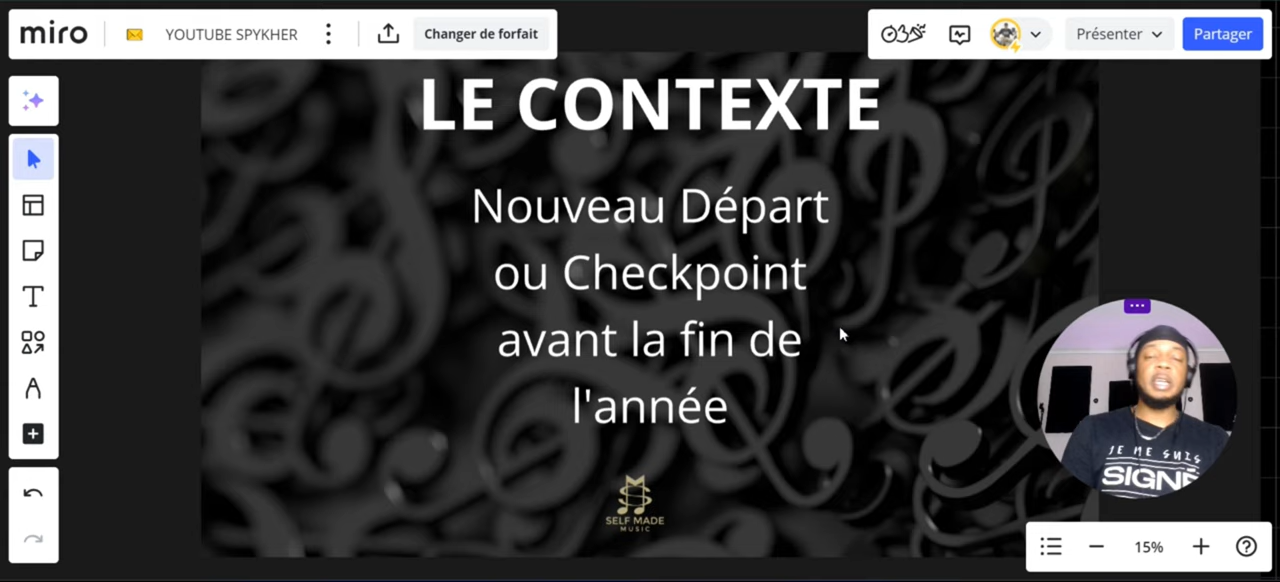 miro
YOUTUBE SPYKHER
Changer de forfait
Présenter
Partager
LE CONTEXTE
Nouveau Départ
ou Checkpoint
avant la fin de
l'année
SELF MADE
MUSIC
JE NE SUIS
SIGNÉ
15%